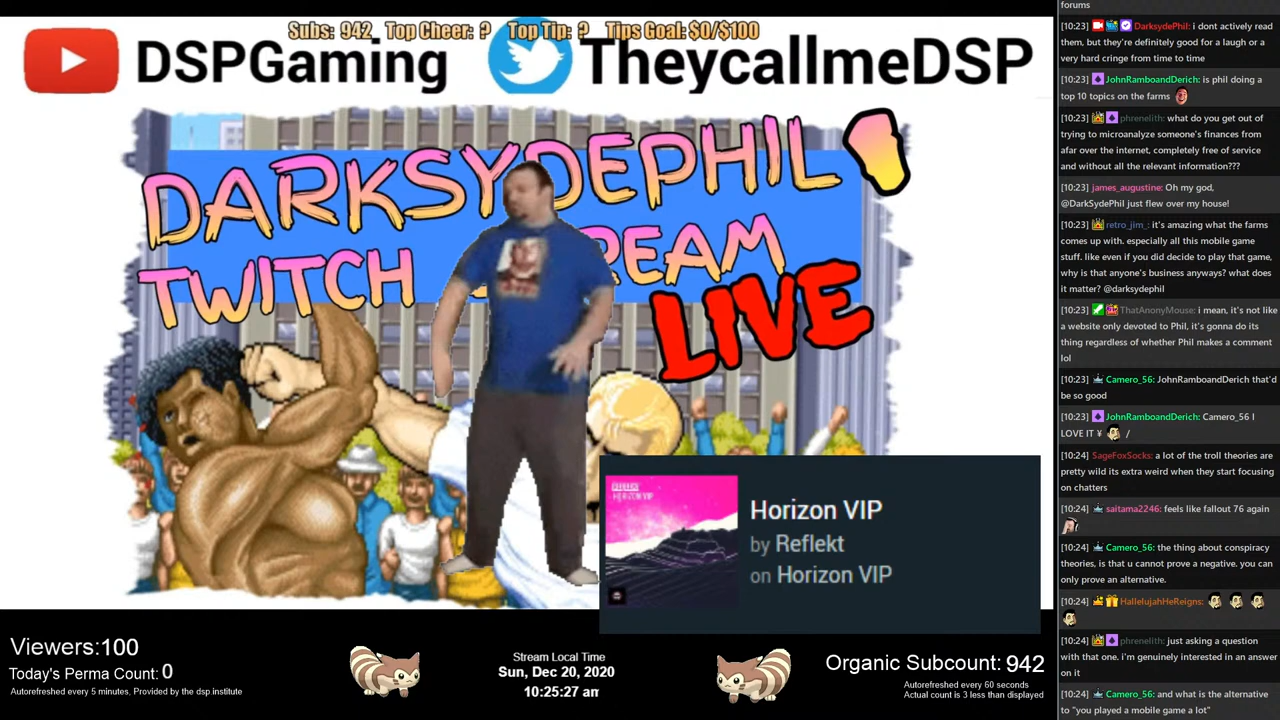 Subs: 942 Top Cheer: ? Top Tip: ? Tips Goal: $0/$100
DSPGaming
TheycallmeDSP
DARKSYDEPHIL
TWITCH REAM
LIVE
Horizon VIP
by Reflekt
on Horizon VIP
Viewers:100
Today's Perma Count: 0
Autorefreshed every 5 minutes, Provided by the dsp institute
Stream Local Time
Sun, Dec 20, 2020
10:25:27 am
Organic Subcount: 942
Autorefreshed every 60 seconds
Actual count is 3 less than displayed
forums
[10:23] DarksydePhil: i dont actively read
them, but they're definitely good for a laugh or a
very hard cringe from time to time
[10:23] JohnRamboandDerich: is phil doing a
top 10 topics on the farms
[10:23] phrenelith: what do you get out of
trying to microanalyze someone's finances from
afar over the internet, completely free of service
and without all the relevant information???
[10:23] james_augustine: Oh my god,
@DarkSydePhil just flew over my house!
[10:23] retro_jim_: it's amazing what the farms
comes up with. especially all this mobile game
stuff. like even if you did decide to play that game,
why is that anyone's business anyways? what does
it matter? @darksydephil
[10:23] ThatAnonyMouse: i mean, it's not like
a website only devoted to Phil, it's gonna do its
thing regardless of whether Phil makes a comment
lol
[10:23] Camero_56: JohnRamboandDerich that'd
be so good
[10:23] JohnRamboandDerich: Camero_56 I
LOVE IT ¥ /
[10:24] SageFoxSocks: a lot of the troll theories are
pretty wild its extra weird when they start focusing
on chatters
[10:24] saitama2246: feels like fallout 76 again
[10:24] Camero_56: the thing about conspiracy
theories, is that u cannot prove a negative. you can
only prove an alternative.
[10:24] HallelujahHeReigns:
[10:24] phrenelith: just asking a question
with that one. i'm genuinely interested in an answer
on it
[10:24] Camero_56: and what is the alternative
to "you played a mobile game a lot"